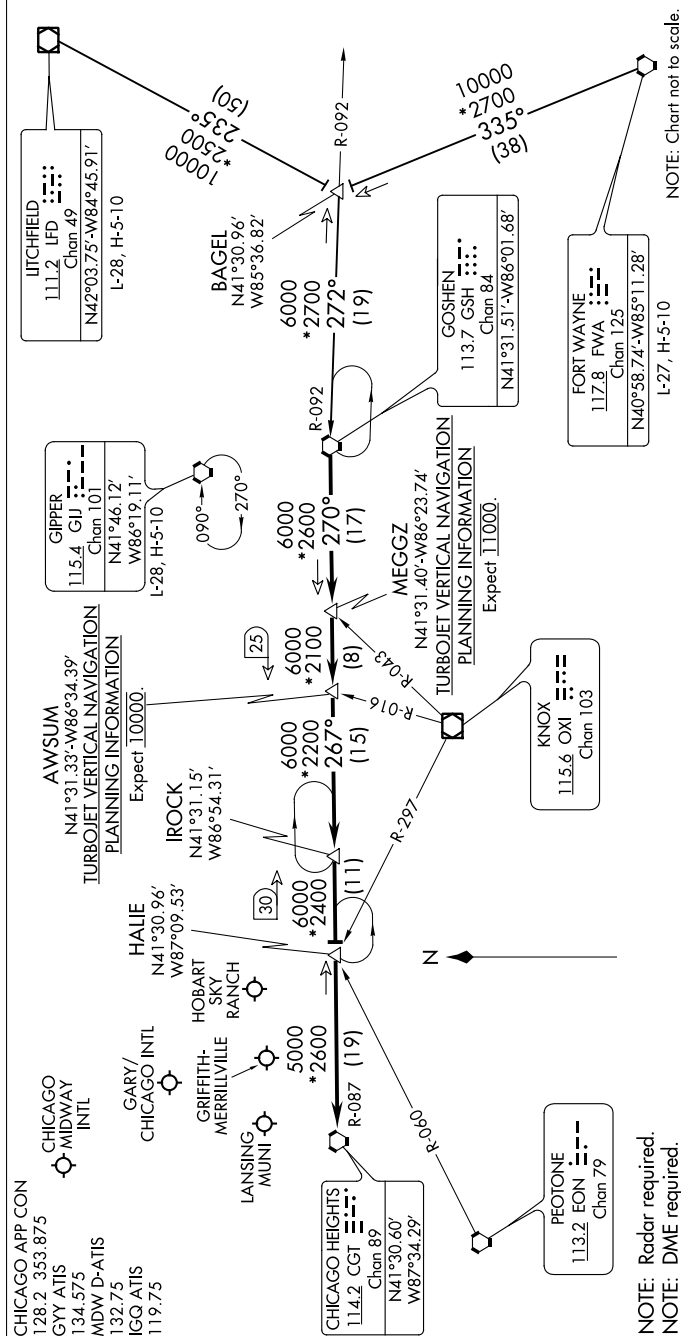 CHICAGO APP CON
128.2 353.875
GYY ATIS
134.575
MDW D-ATIS
132.75
IGQ ATIS
119.75
CHICAGO
MIDWAY
INTL
GARY/
CHICAGO INTL
GRIFFITH-
MERRILLVILLE
HOBART
SKY
RANCH
LANSING
MUNI
CHICAGO HEIGHTS
114.2 CGT
Chan 89
N41°30.60'
W87°34.29'
R-087
5000
*2600
(19)
HALIE
N41°30.96'
W87°09.53'
30
6000
*2400
(11)
IROCK
N41°31.15'
W86°54.31'
6000
*2200
267°
(15)
AWSUM
N41°31.33'-W86°34.39'
TURBOJET VERTICAL NAVIGATION
PLANNING INFORMATION
Expect 10000.
25
6000
*2100
(8)
MEGGZ
N41°31.40'-W86°23.74'
TURBOJET VERTICAL NAVIGATION
PLANNING INFORMATION
Expect 11000.
6000
*2600
270°
(17)
GIPPER
115.4 GIJ
Chan 101
N41°46.12'
W86°19.11'
L-28, H-5-10
090°
270°
GOSHEN
113.7 GSH
Chan 84
N41°31.51'-W86°01.68'
R-092
6000
*2700
272°
(19)
BAGEL
N41°30.96'
W85°36.82'
R-092
LITCHFIELD
111.2 LFD
Chan 49
N42°03.75'-W84°45.91'
L-28, H-5-10
10000
*2500
235°
(50)
10000
*2700
335°
(38)
FORT WAYNE
117.8 FWA
Chan 125
N40°58.74'-W85°11.28'
L-27, H-5-10
KNOX
115.6 OXI
Chan 103
R-043
R-016
R-297
PEOTONE
113.2 EON
Chan 79
R-060
N
NOTE: Radar required.
NOTE: DME required.
NOTE: Chart not to scale.